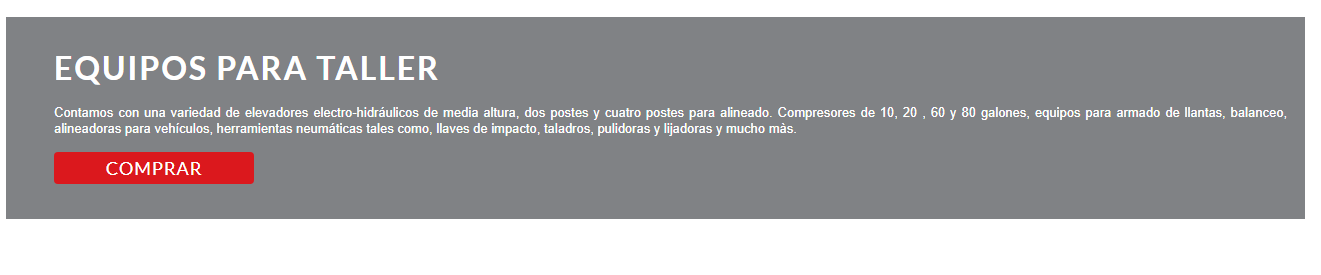 EQUIPOS PARA TALLER
Contamos con una variedad de elevadores electro-hidráulicos de media altura, dos postes y cuatro postes para alineado. Compresores de 10, 20 , 60 y 80 galones, equipos para armado de llantas, balanceo,
alineadoras para vehículos, herramientas neumáticas tales como, llaves de impacto, taladros, pulidoras y lijadoras y mucho màs.
COMPRAR